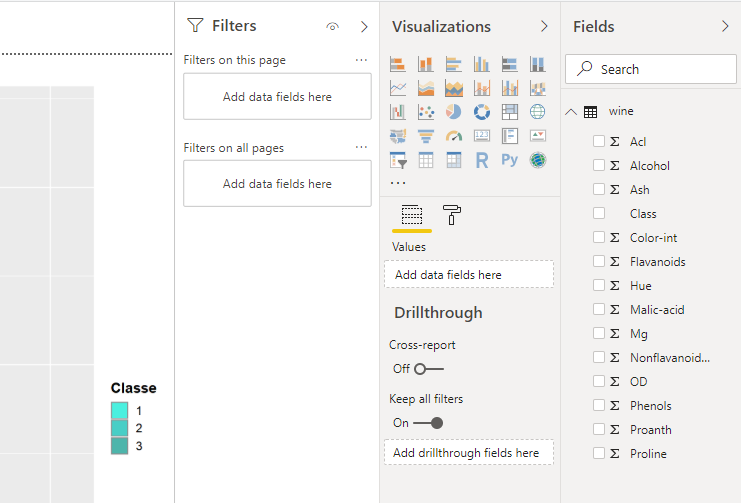 Classe
1
2
3
Filters
Filters on this page
...
Add data fields here
Filters on all pages
...
Add data fields here
Visualizations
123
R
Py
...
Values
Add data fields here
Drillthrough
Cross-report
Off
Keep all filters
On
Add drillthrough fields here
Fields
Search
wine
Σ Acl
Σ Alcohol
Σ Ash
Class
Σ Color-int
Σ Flavanoids
Σ Hue
Σ Malic-acid
Σ Mg
Σ Nonflavanoid...
Σ OD
Σ Phenols
Σ Proanth
Σ Proline